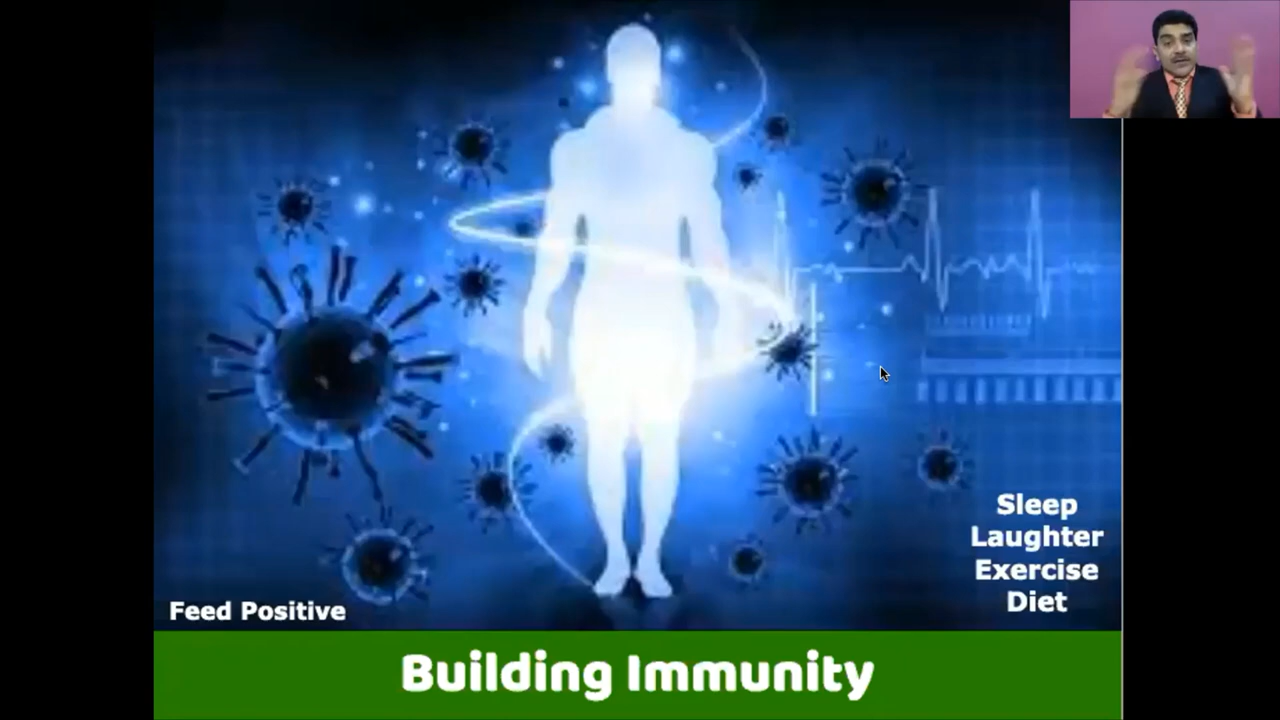 Sleep
Laughter
Exercise
Diet
Feed Positive
Building Immunity